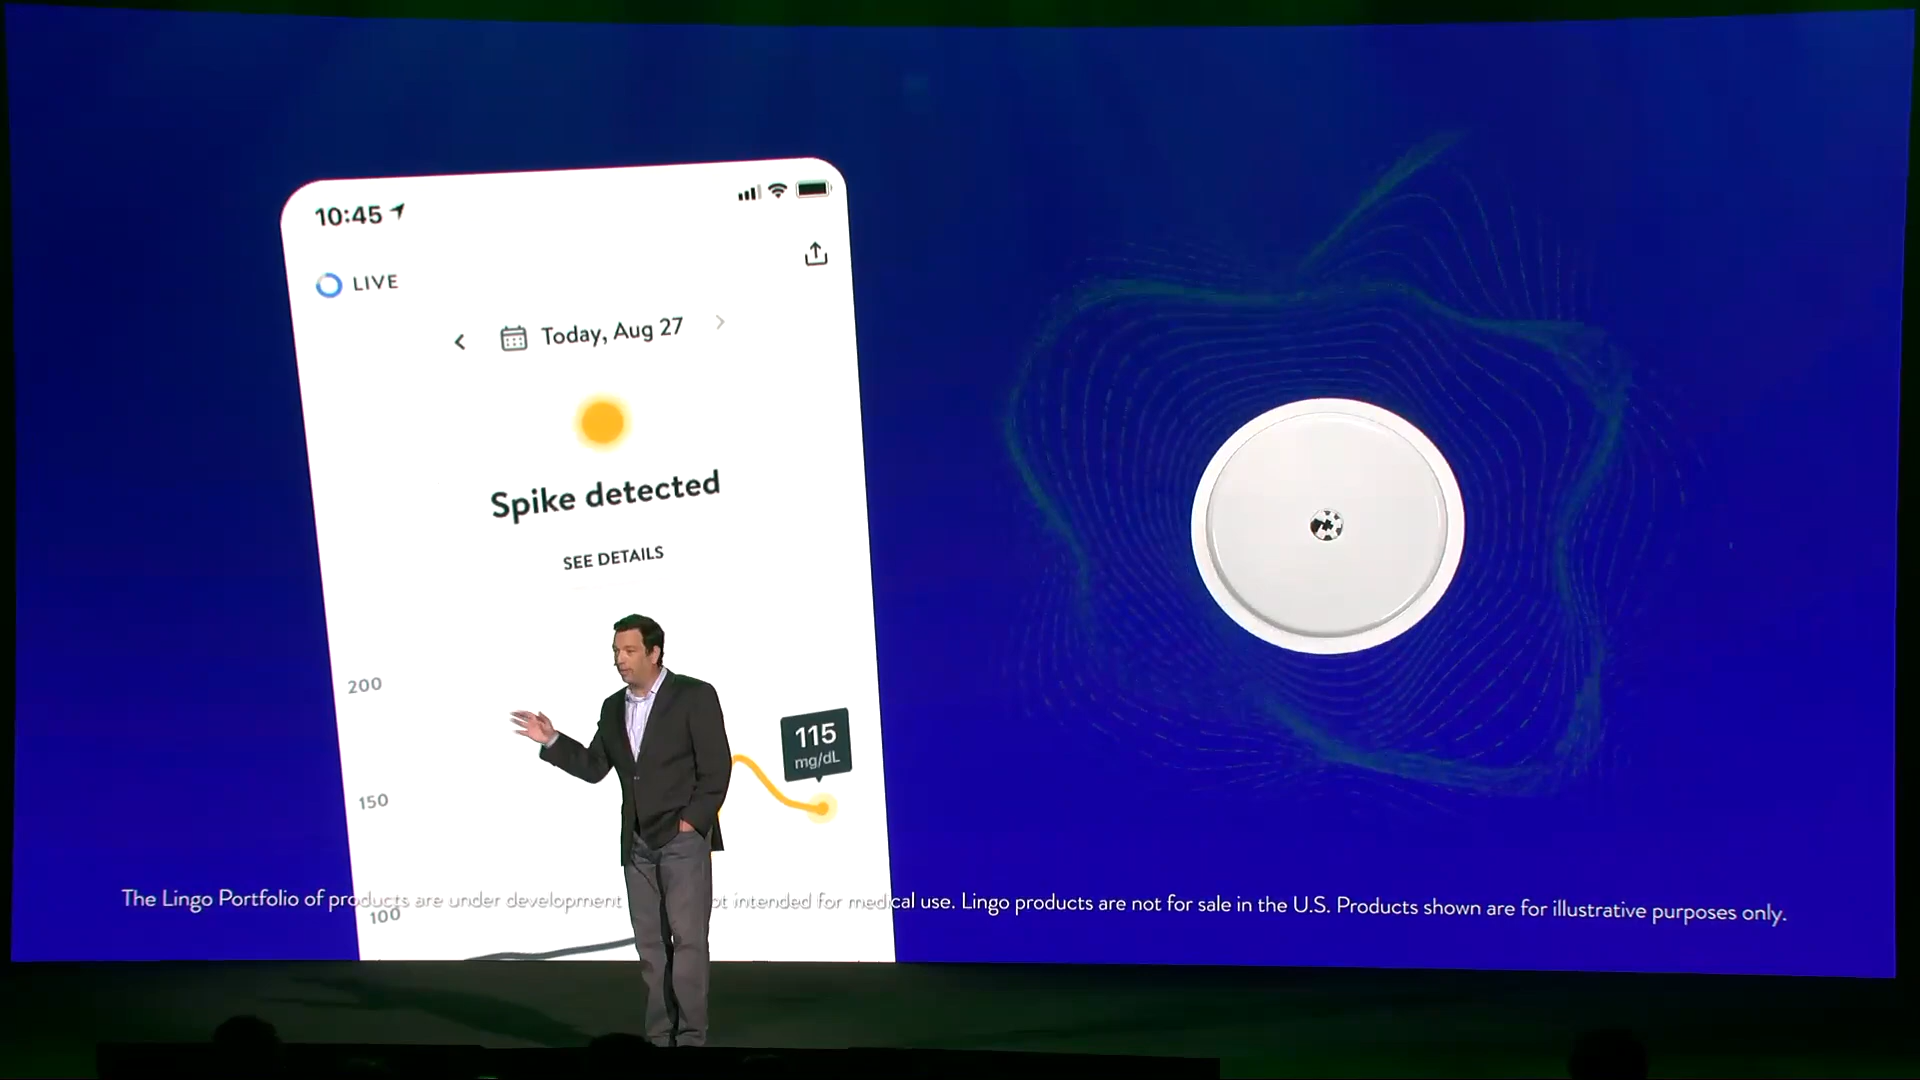 10:45
LIVE
Today, Aug 27
Spike detected
SEE DETAILS
200
115
mg/dL
150
The Lingo Portfolio of products are under development intended for medical use. Lingo products are not for sale in the U.S. Products shown are for illustrative purposes only.
100